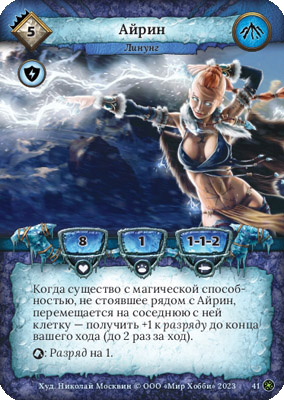 Айрин
5
Линунг
8
1
1-1-2
Когда существо с магической способ-
ностью, не стоявшее рядом с Айрин,
перемещается на соседнюю с ней
клетку — получить +1 к разряду до конца
вашего хода (до 2 раз за ход).
: Разряд на 1.
Худ. Николай Москвин © ООО «Мир Хобби» 2023
41